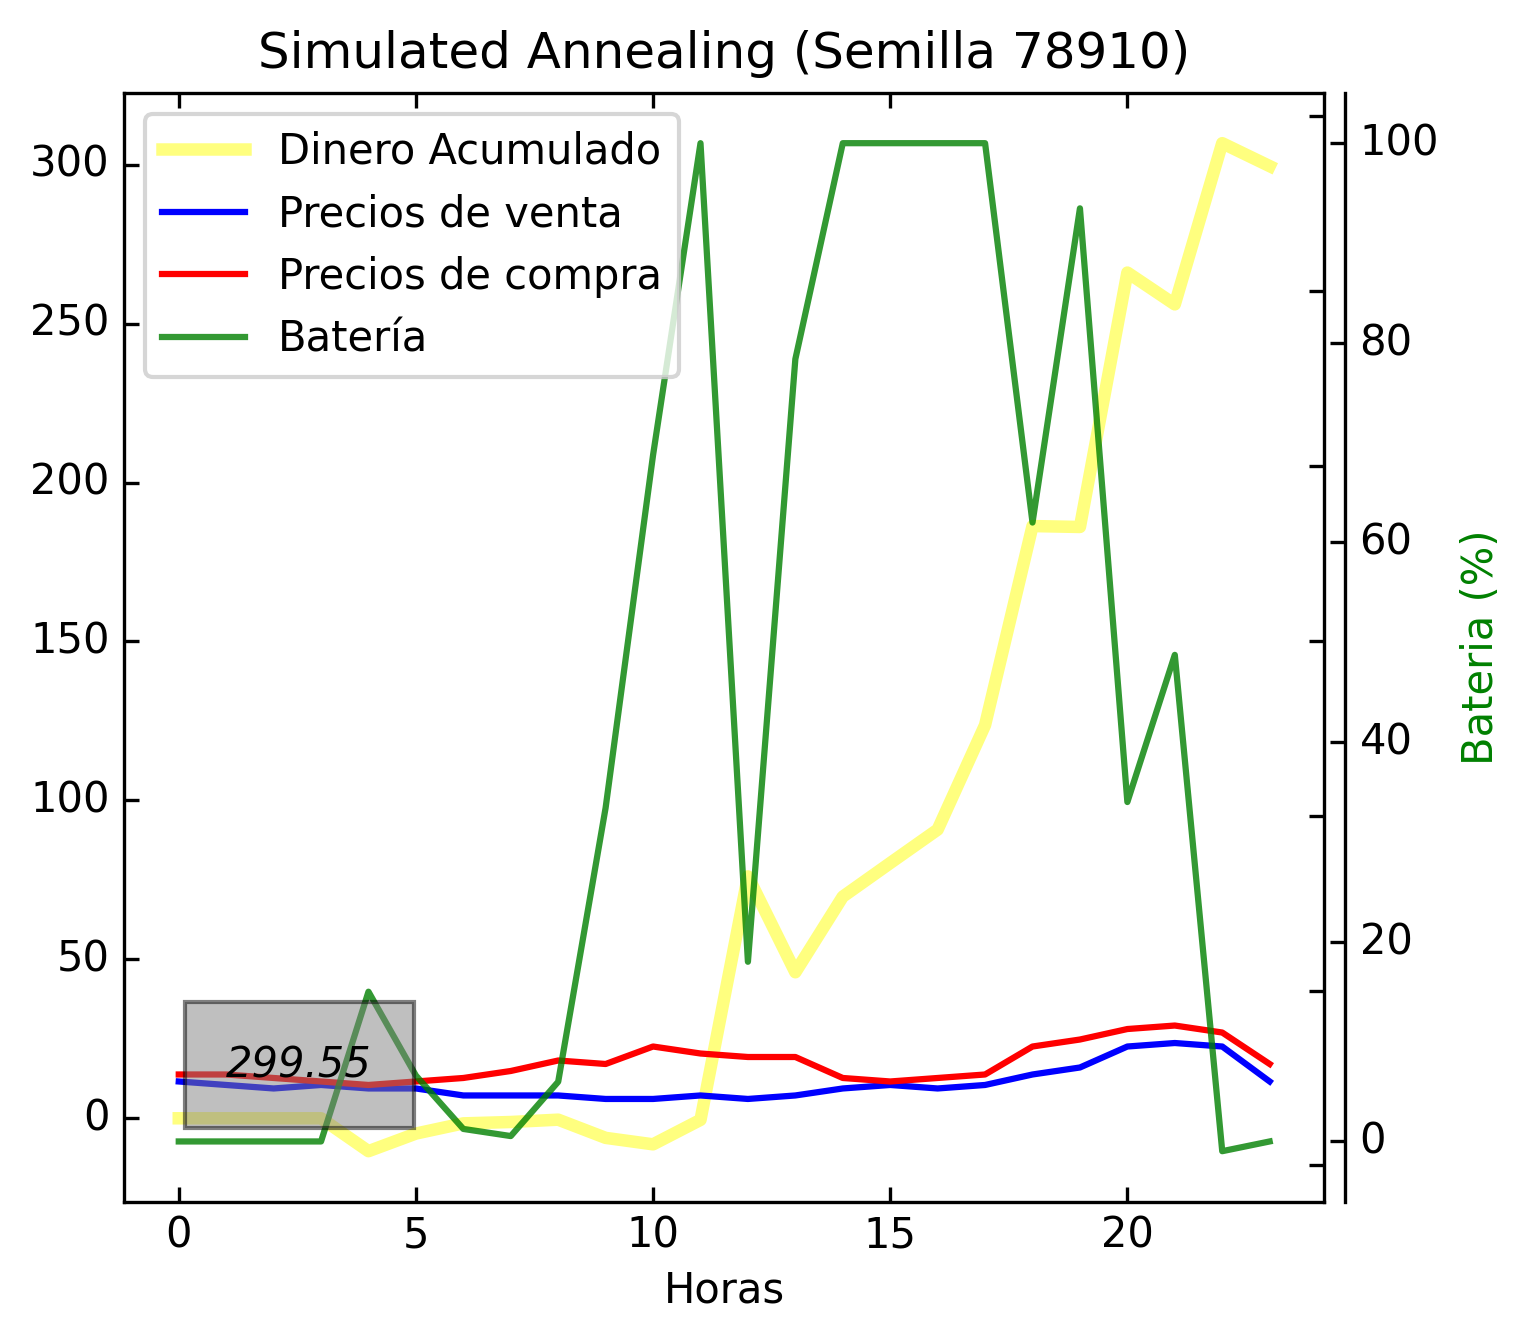 Simulated Annealing (Semilla 78910)
Dinero Acumulado
Precios de venta
Precios de compra
Batería
300
250
200
150
100
50
0
299.55
100
80
60
40
20
0
Bateria (%)
0 5 10 15 20
Horas